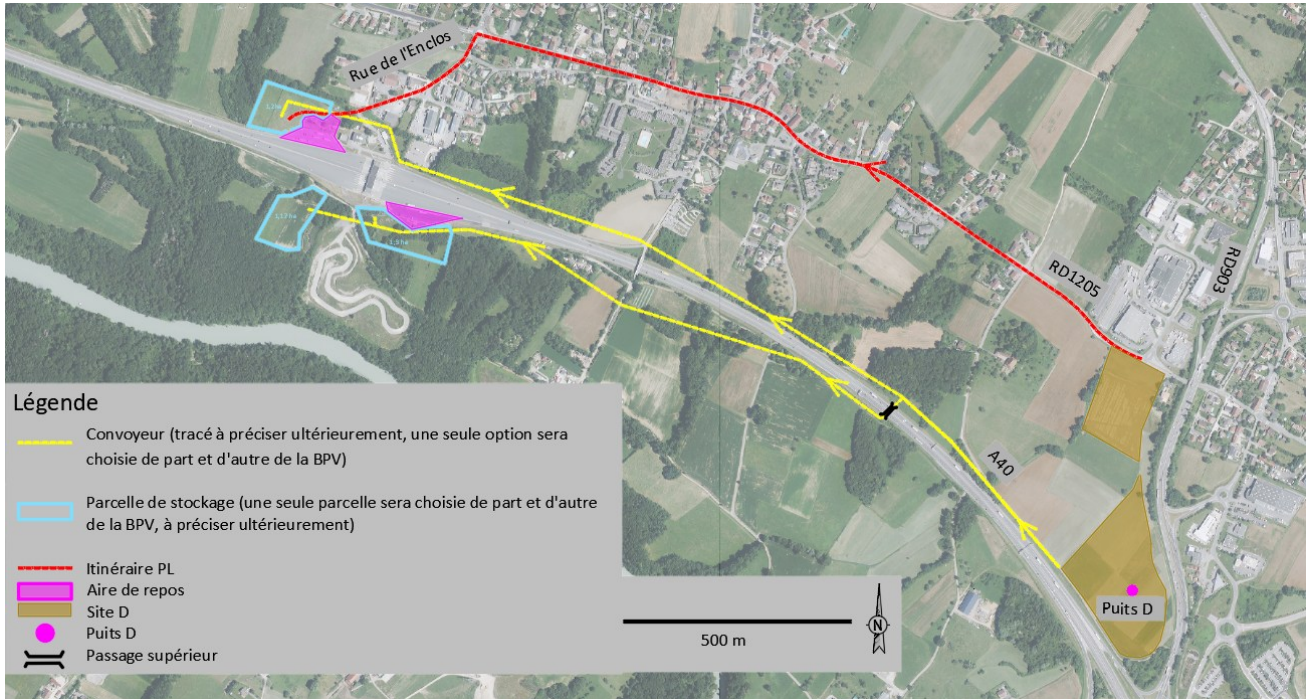 Rue de l'Enclos
RD1205
RD903
A40
Puits D
Légende
Convoyeur (tracé à préciser ultérieurement, une seule option sera
choisie de part et d'autre de la BPV)
Parcelle de stockage (une seule parcelle sera choisie de part et d'autre
de la BPV, à préciser ultérieurement)
Itinéraire PL
Aire de repos
Site D
Puits D
Passage supérieur
500 m
N